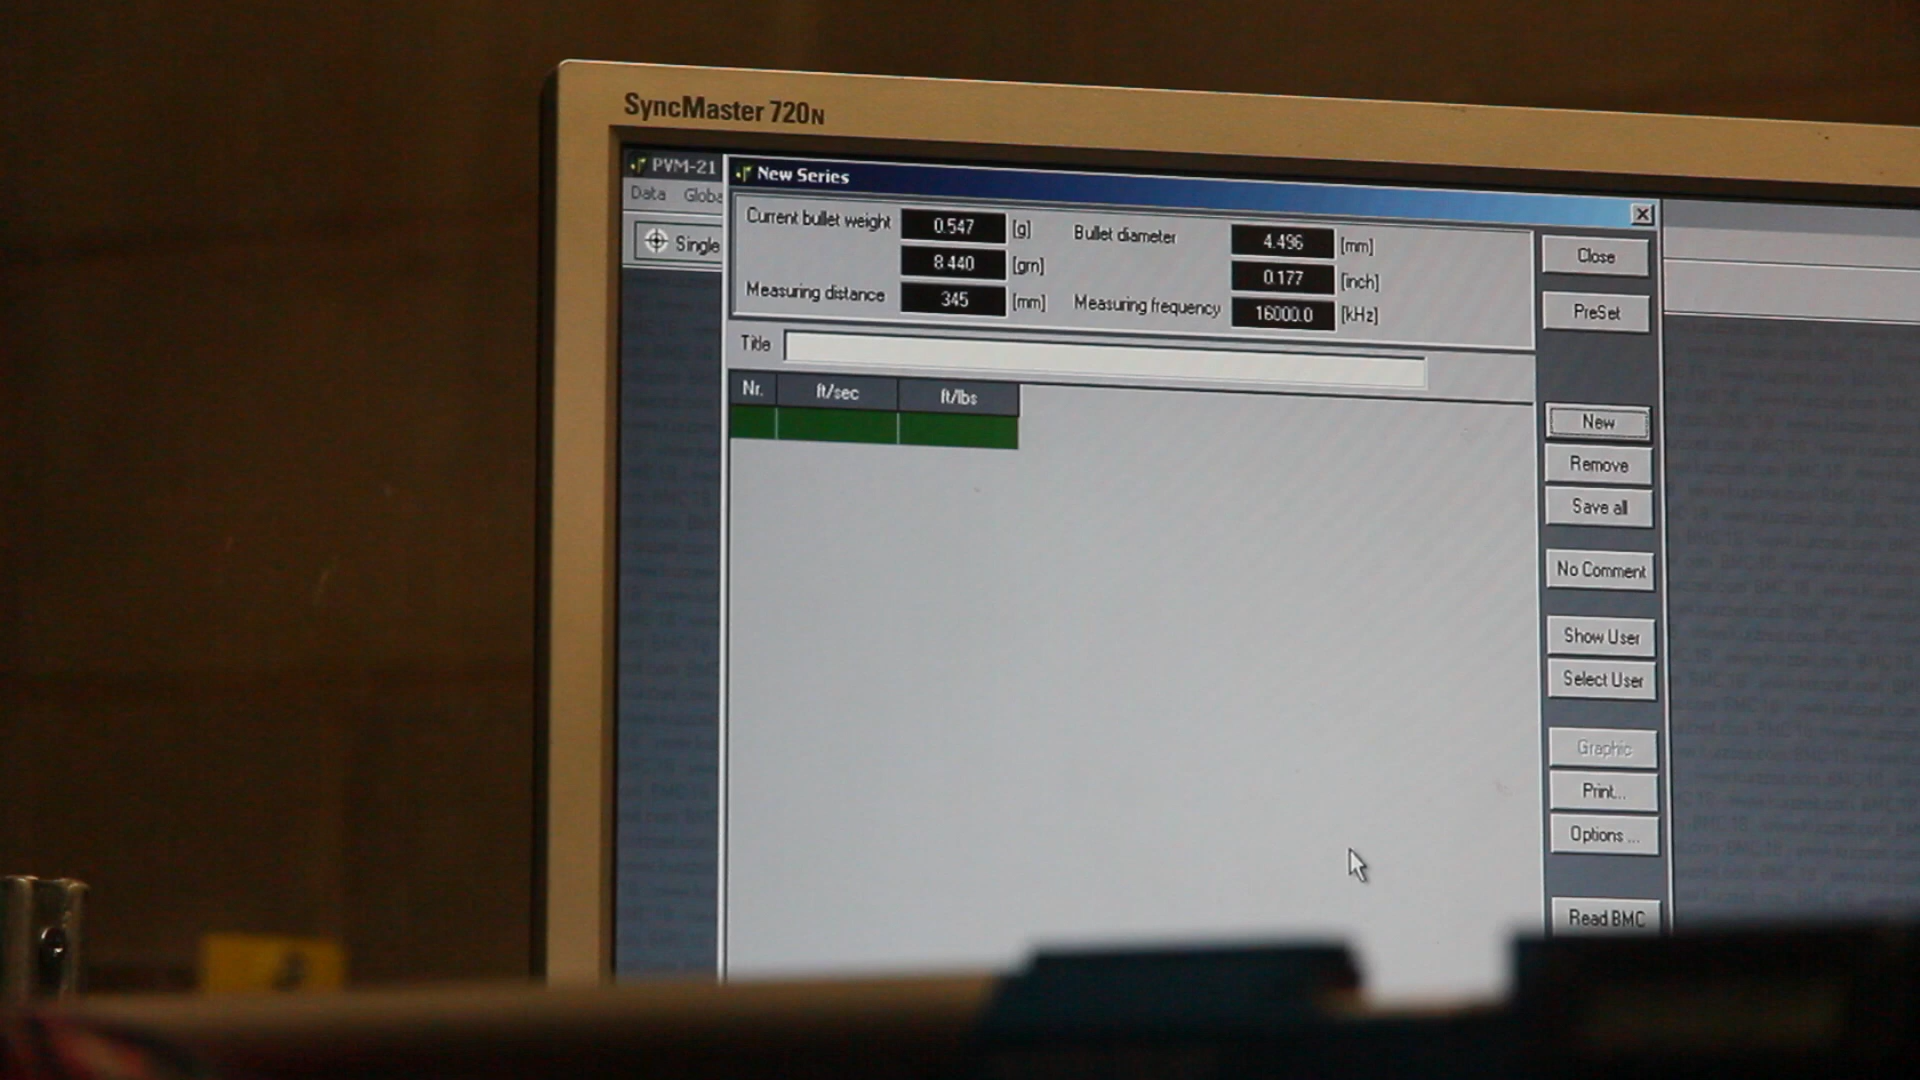 SyncMaster 720N
PVM-21
New Series
Data Globa
Single
Current bullet weight 0.547 [g] Bullet diameter 4.496 [mm]
8.440 [grn] 0.177 [inch]
Measuring distance 345 [mm] Measuring frequency 16000.0 [kHz]
Title
Nr. ft/sec ft/lbs
Close
PreSet
New
Remove
Save all
No Comment
Show User
Select User
Graphic
Print...
Options ...
Read BMC